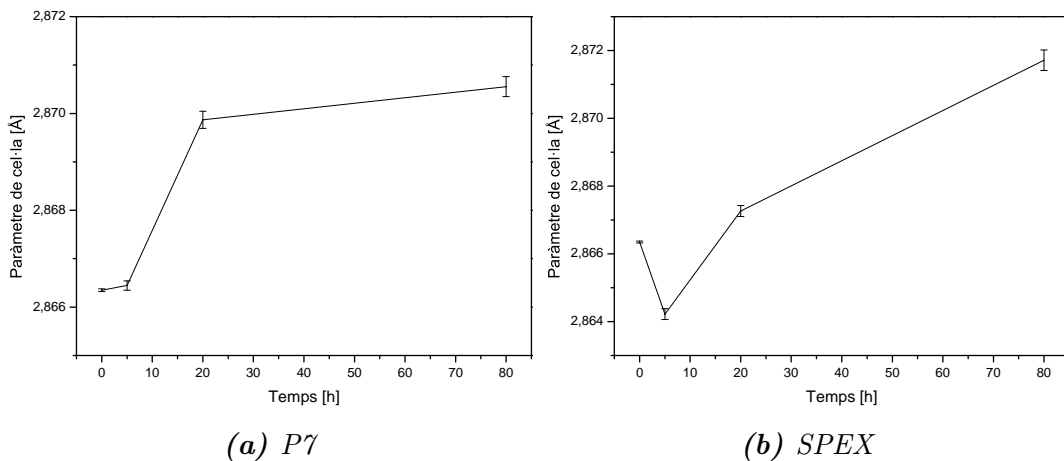 2,872
2,870
2,868
2,866
Paràmetre de cel·la [Å]
0 10 20 30 40 50 60 70 80
Temps [h]
(a) P7
2,872
2,870
2,868
2,866
2,864
Paràmetre de cel·la [Å]
0 10 20 30 40 50 60 70 80
Temps [h]
(b) SPEX